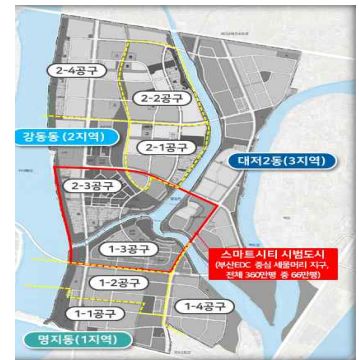 2-4공구
2-2공구
강동동(2지역)
2-1공구
대저2동(3지역)
2-3공구
1-3공구
스마트시티 시범도시
(부산EDC 중심 세물머리 지구,
전체 360만평 중 66만평)
1-2공구
1-4공구
1-1공구
명지동(1지역)